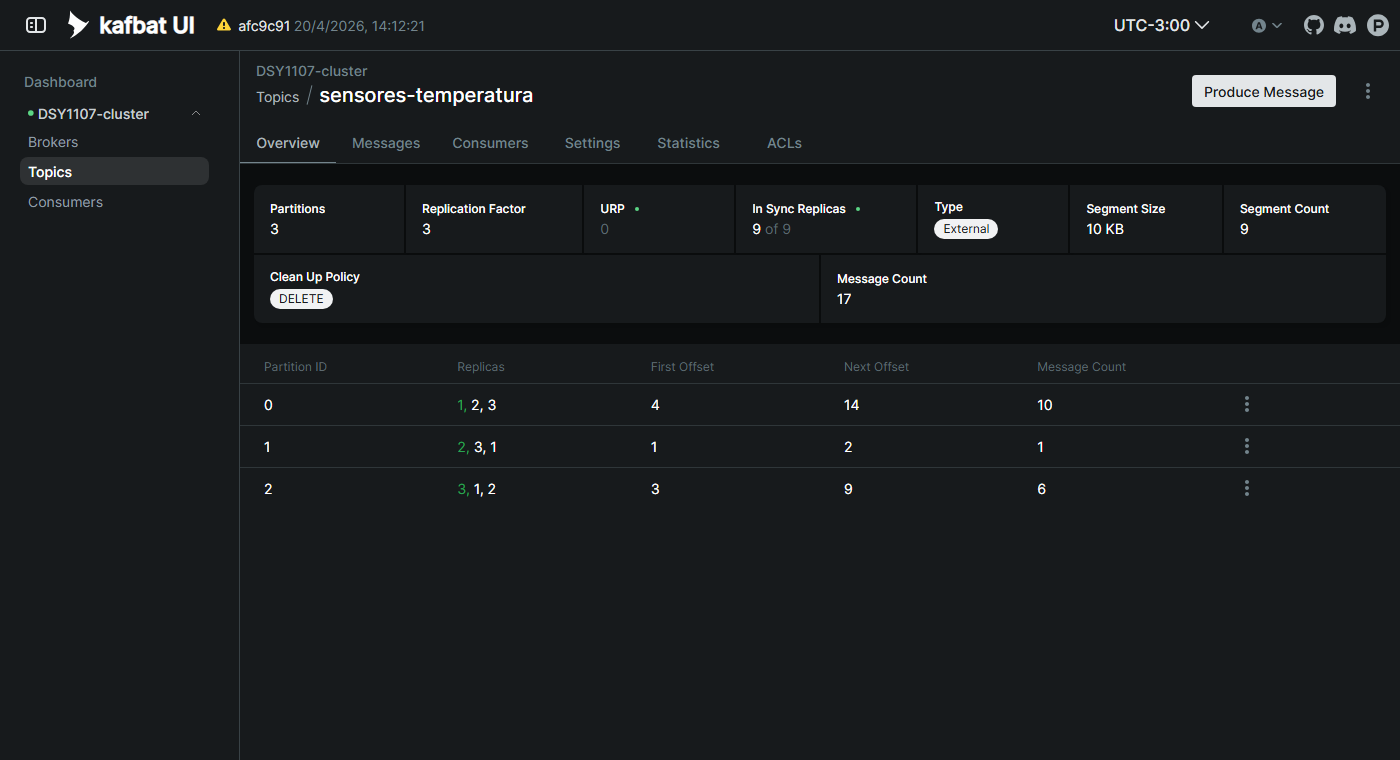 kafbat UI afc9c91 20/4/2026, 14:12:21 UTC-3:00 A P
Dashboard
DSY1107-cluster
Brokers
Topics
Consumers
DSY1107-cluster
Topics / sensores-temperatura
Produce Message
Overview Messages Consumers Settings Statistics ACLs
Partitions Replication Factor URP In Sync Replicas Type Segment Size Segment Count
3 3 0 9 of 9 External 10 KB 9
Clean Up Policy Message Count
DELETE 17
Partition ID Replicas First Offset Next Offset Message Count
0 1, 2, 3 4 14 10
1 2, 3, 1 1 2 1
2 3, 1, 2 3 9 6